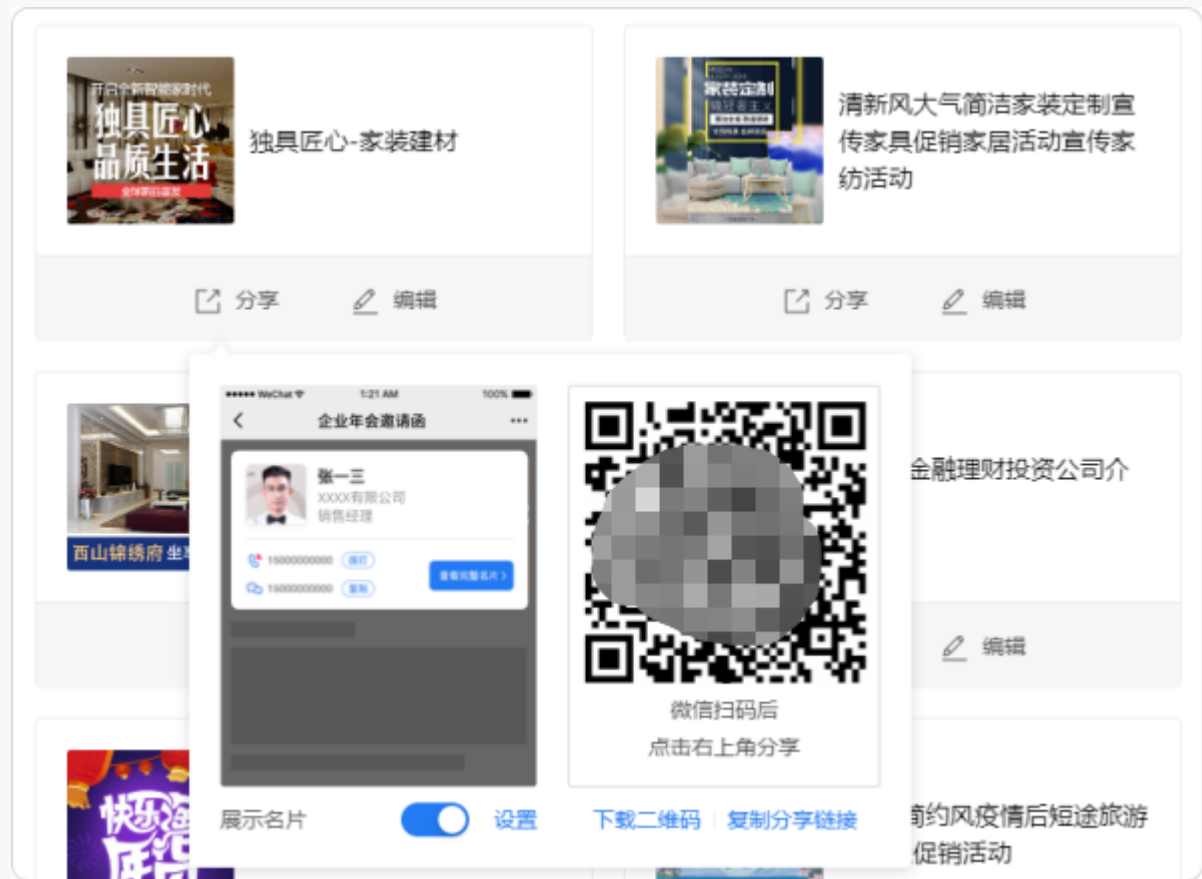 开启全新智能家时代
独具匠心
品质生活
全球瞩目首发
独具匠心-家装建材
家装定制
清新风大气简洁家装定制宣
传家具促销家居活动宣传家
纺活动
分享
编辑
分享
编辑
WeChat
1:21 AM
100%
企业年会邀请函
张一三
XXXX有限公司
销售经理
15000000000
拨打
15000000000
复制
查看完整名片
微信扫码后
点击右上角分享
展示名片
设置
下载二维码
复制分享链接
西山锦绣府
金融理财投资公司介
编辑
快乐
简约风疫情后短途旅游
促销活动